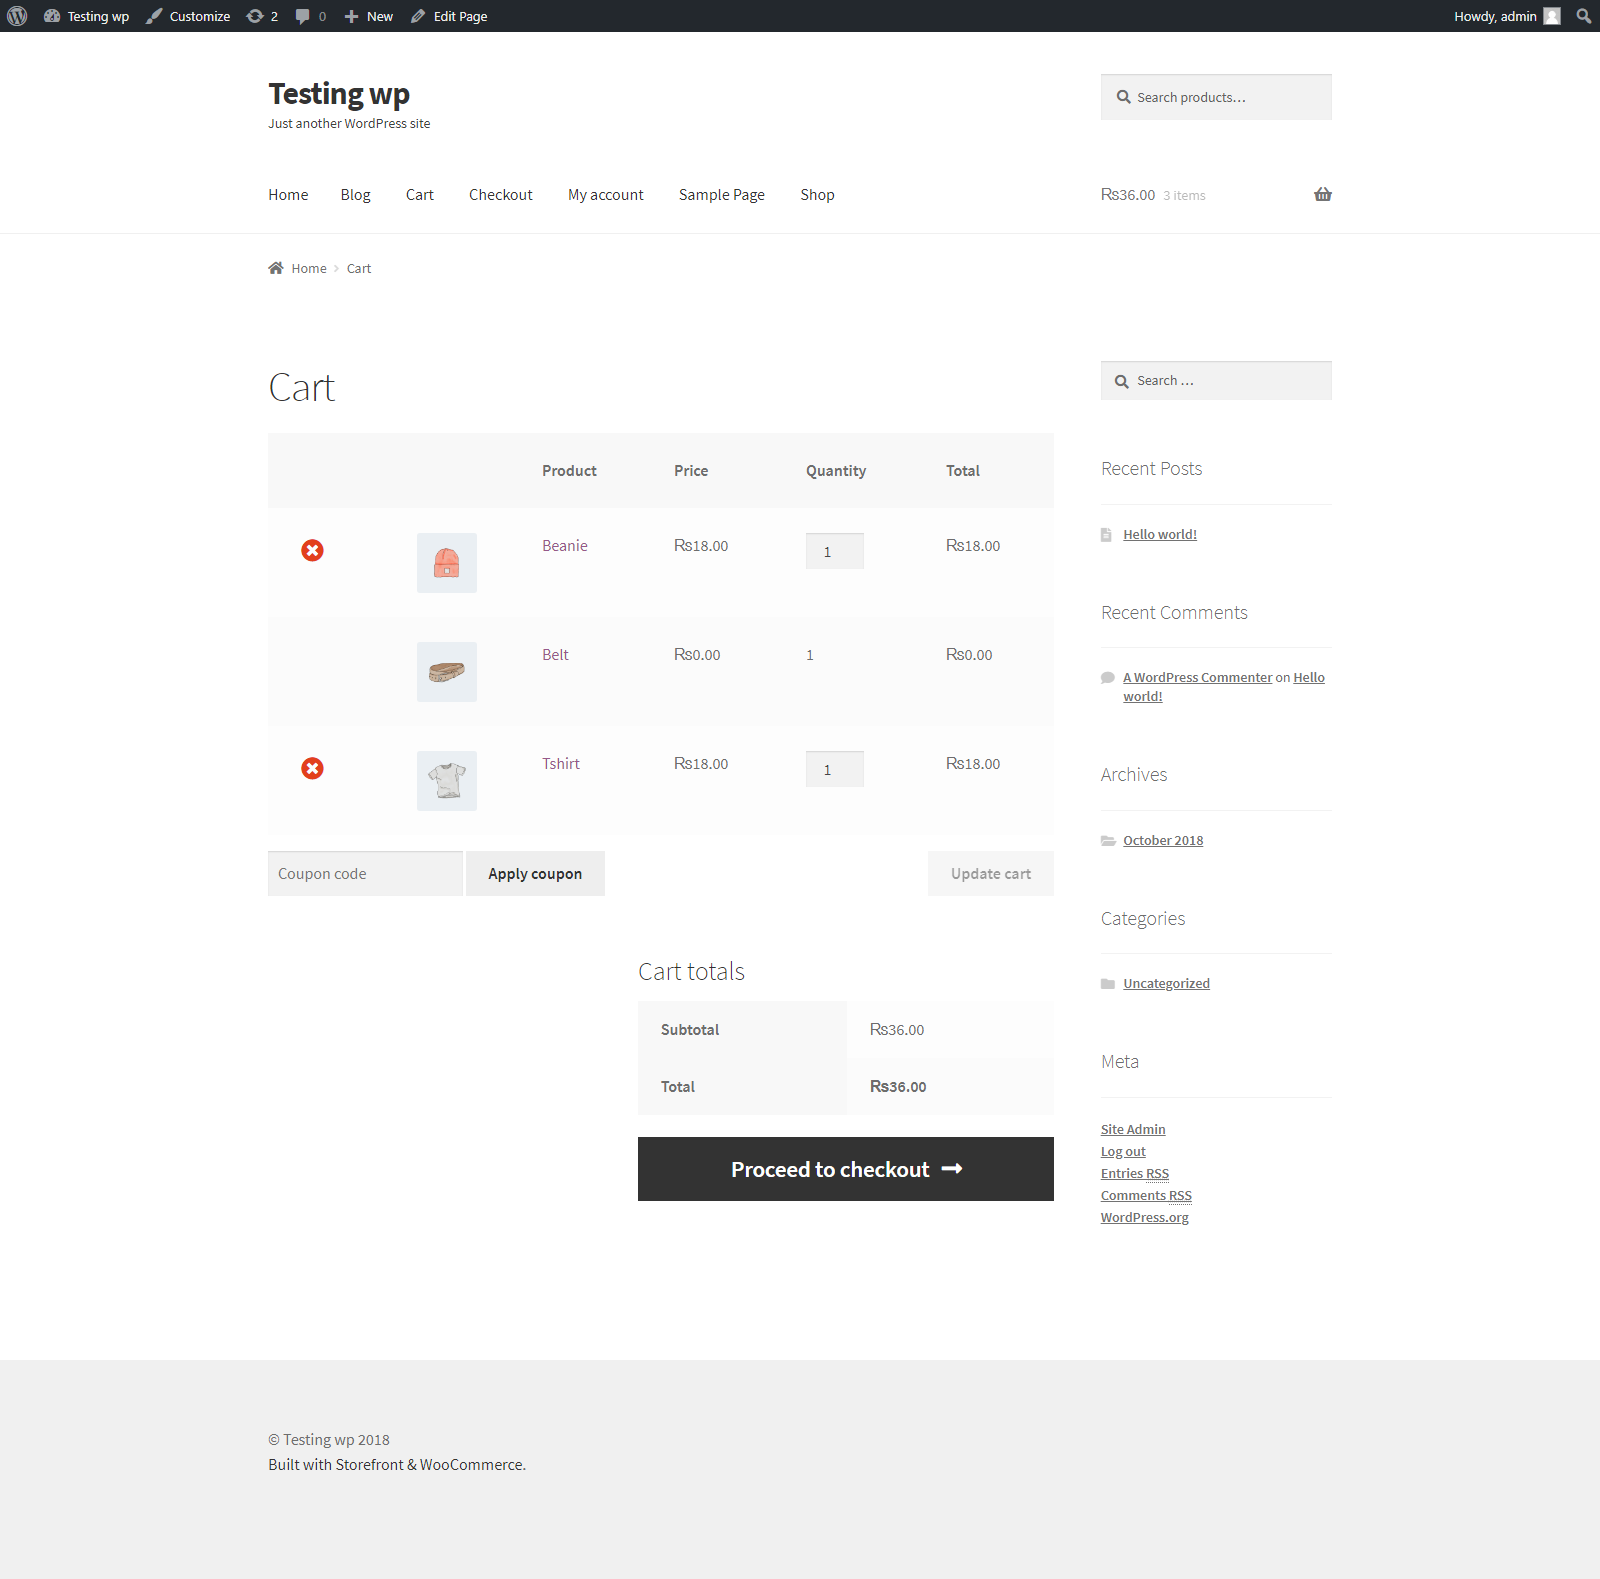 Testing wp Customize 2 0 New Edit Page Howdy, admin
Testing wp
Just another WordPress site
Search products…
Home Blog Cart Checkout My account Sample Page Shop
₨36.00 3 items
Home Cart
Cart
Product Price Quantity Total
Beanie ₨18.00 1 ₨18.00
Belt ₨0.00 1 ₨0.00
Tshirt ₨18.00 1 ₨18.00
Coupon code Apply coupon Update cart
Cart totals
Subtotal ₨36.00
Total ₨36.00
Proceed to checkout
Search …
Recent Posts
Hello world!
Recent Comments
A WordPress Commenter on Hello
world!
Archives
October 2018
Categories
Uncategorized
Meta
Site Admin
Log out
Entries RSS
Comments RSS
WordPress.org
© Testing wp 2018
Built with Storefront & WooCommerce.